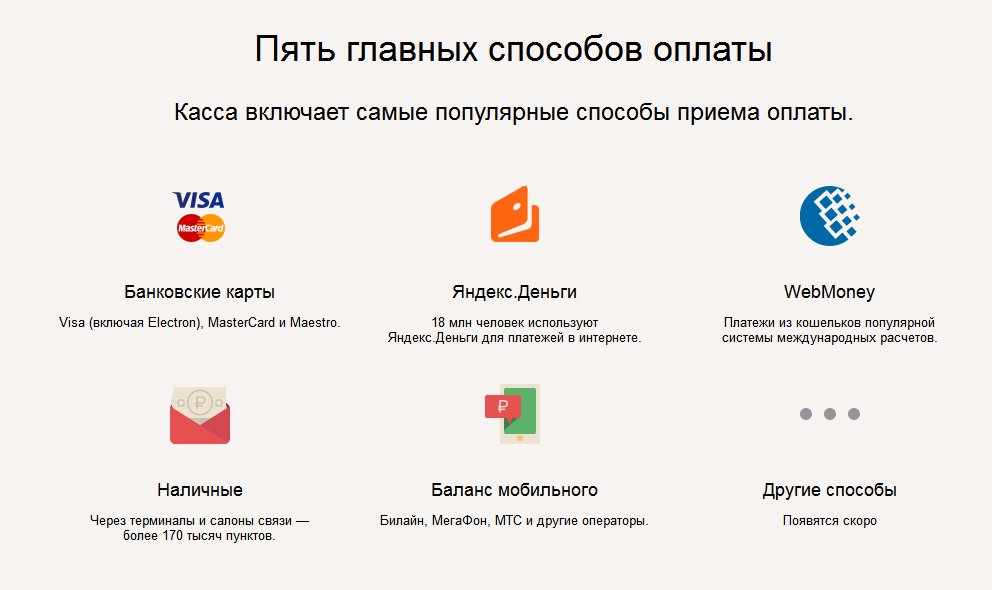 Пять главных способов оплаты
Касса включает самые популярные способы приема оплаты.
VISA
MasterCard
Банковские карты
Visa (включая Electron), MasterCard и Maestro.
Яндекс.Деньги
18 млн человек используют
Яндекс.Деньги для платежей в интернете.
WebMoney
Платежи из кошельков популярной
системы международных расчетов.
₽
Наличные
Через терминалы и салоны связи —
более 170 тысяч пунктов.
₽
Баланс мобильного
Билайн, МегаФон, МТС и другие операторы.
Другие способы
Появятся скоро